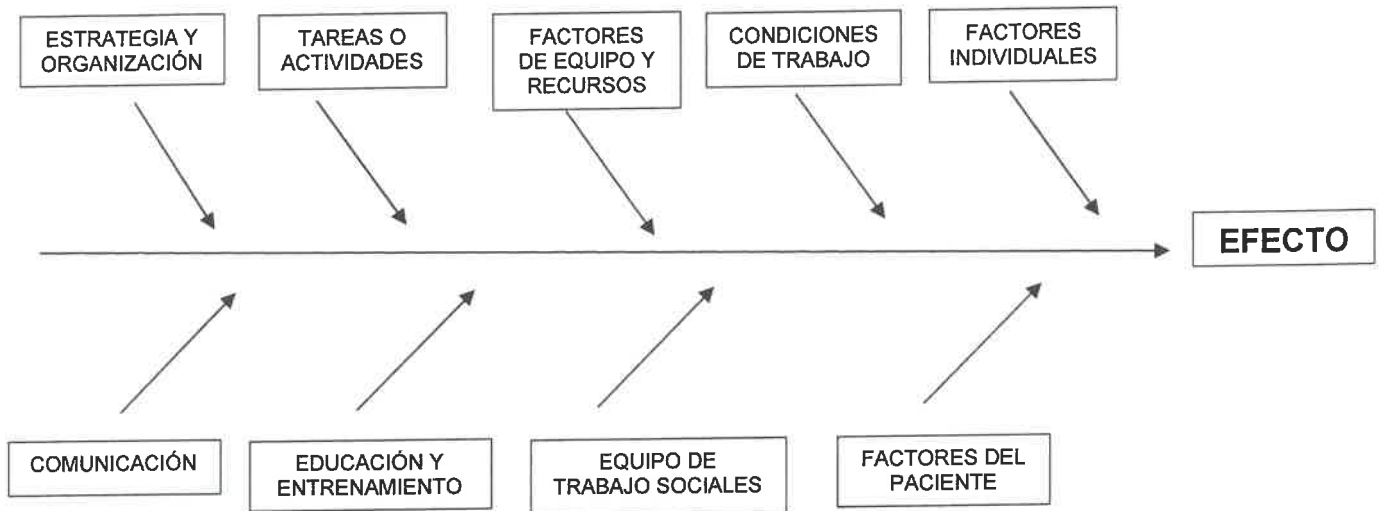 ESTRATEGIA Y
ORGANIZACIÓN
TAREAS O
ACTIVIDADES
FACTORES
DE EQUIPO Y
RECURSOS
CONDICIONES
DE TRABAJO
FACTORES
INDIVIDUALES
EFECTO
COMUNICACIÓN
EDUCACIÓN Y
ENTRENAMIENTO
EQUIPO DE
TRABAJO SOCIALES
FACTORES DEL
PACIENTE